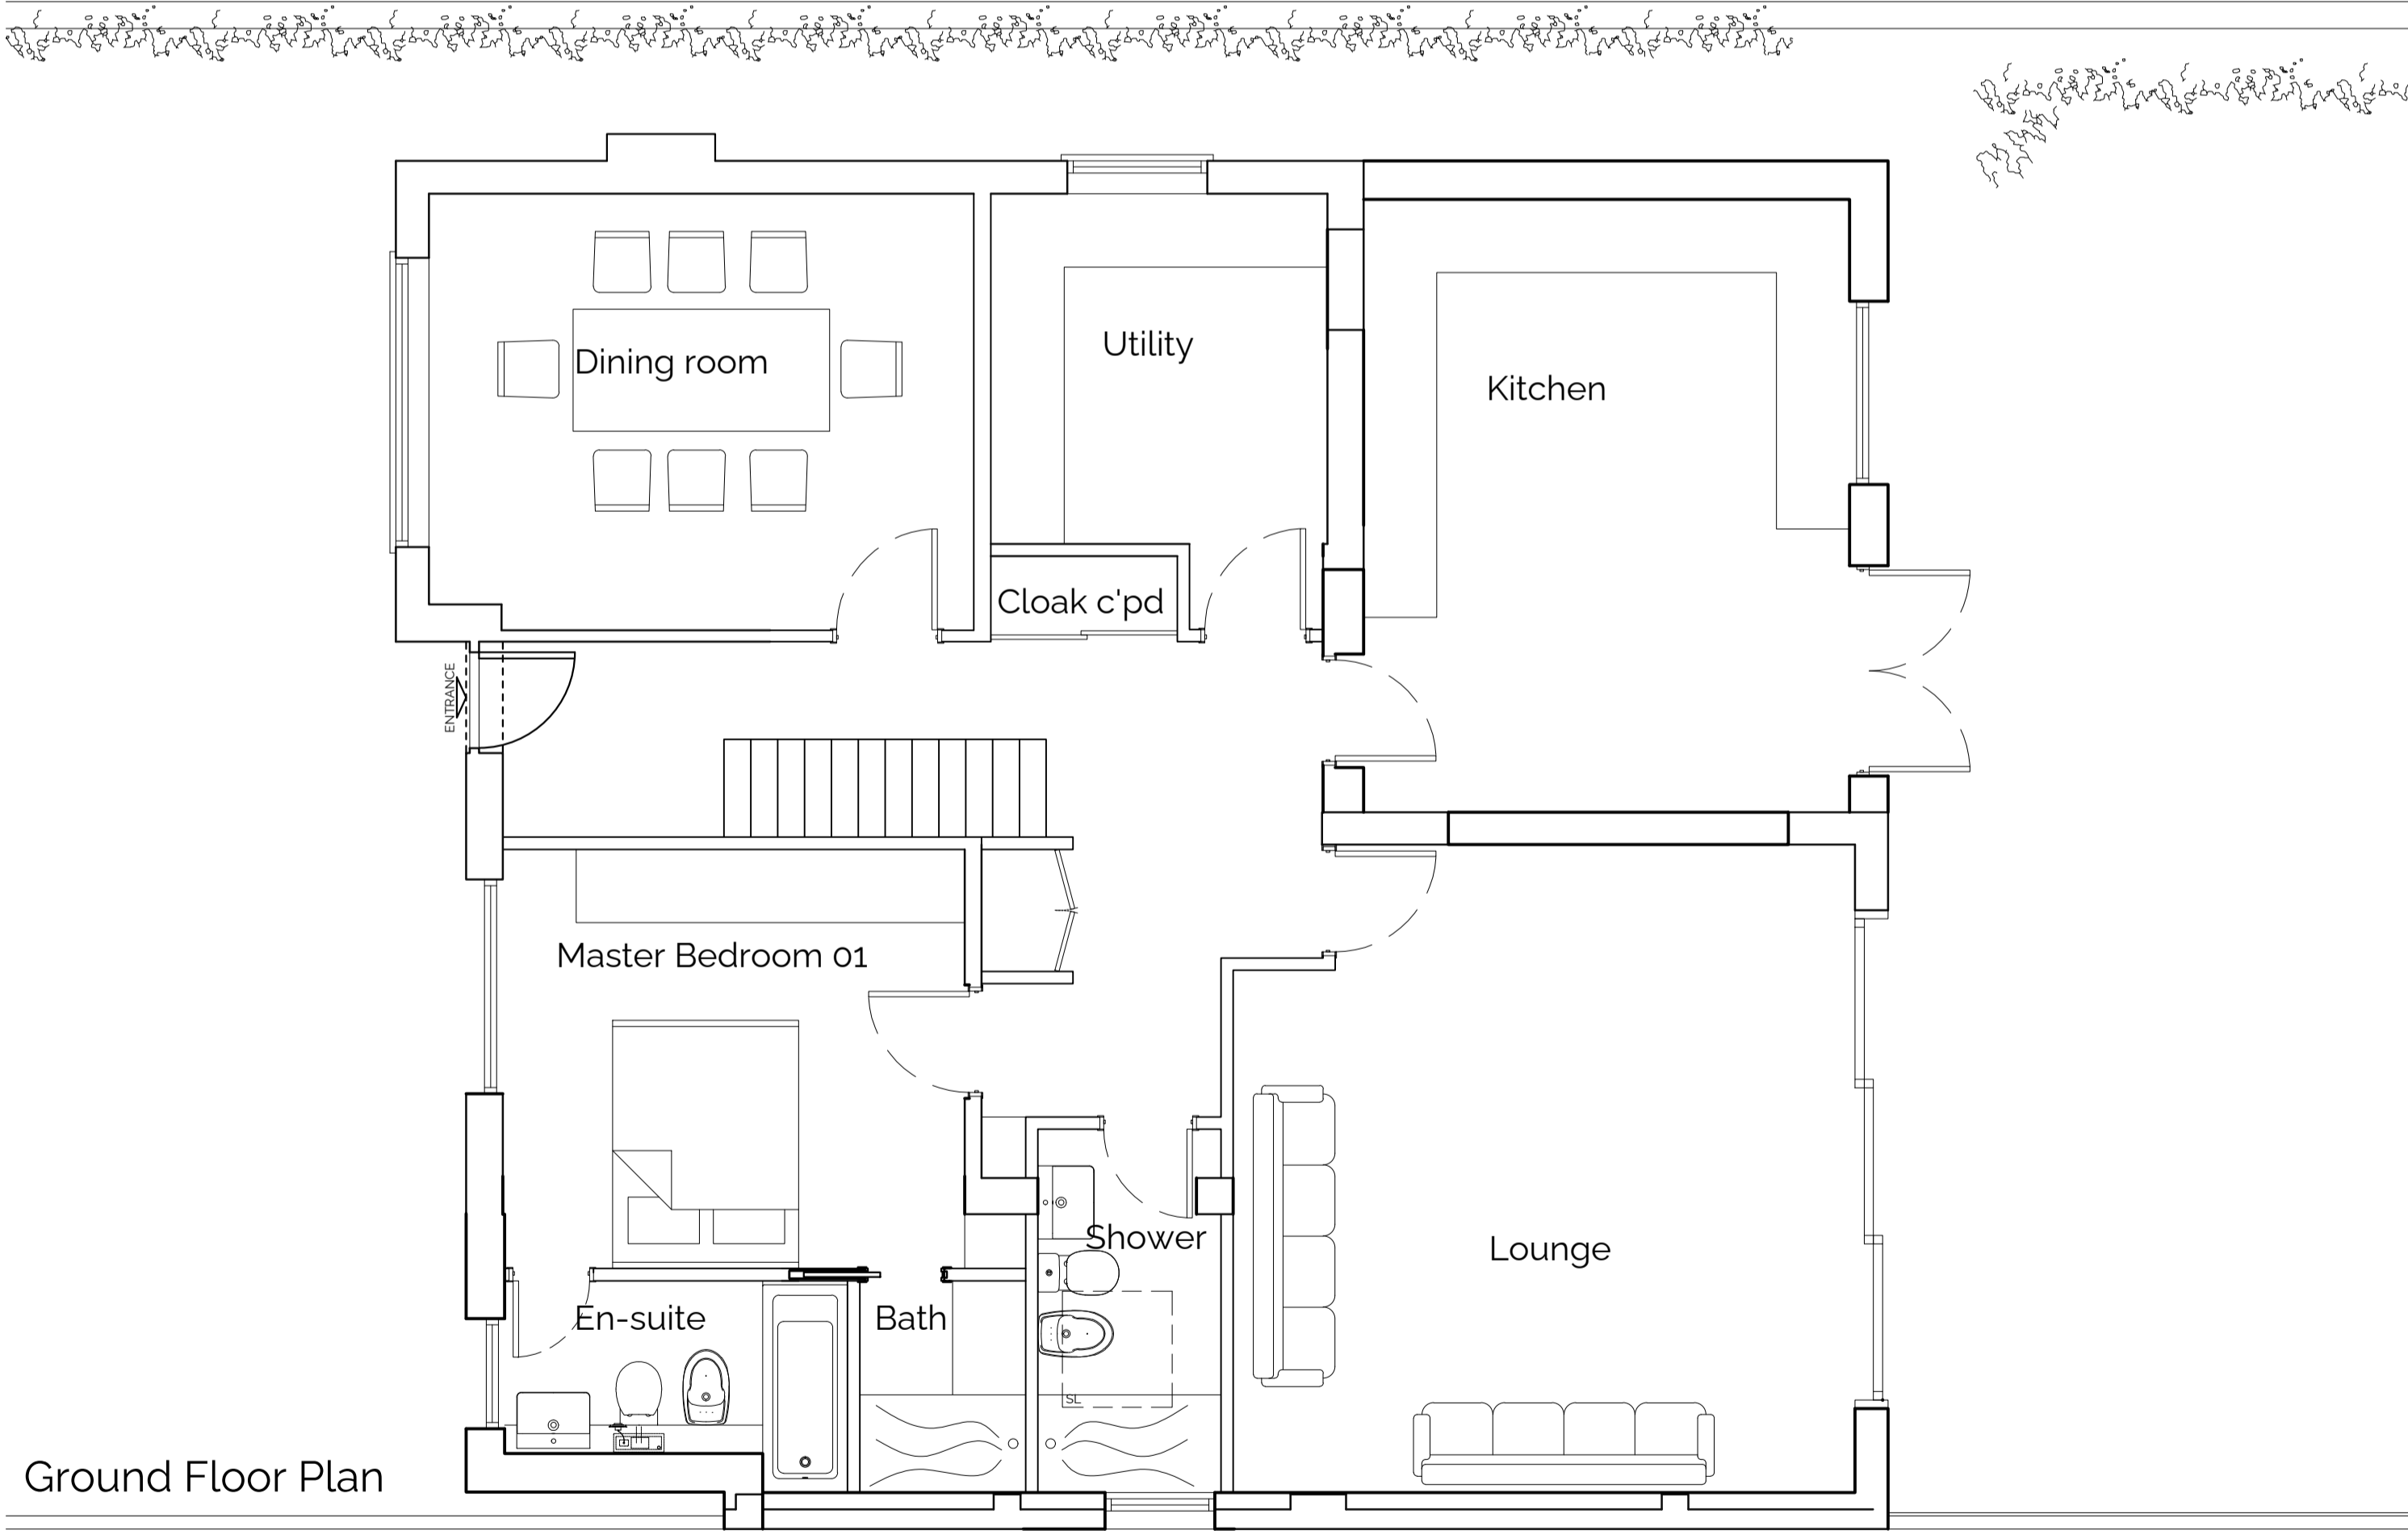 Dining room
Utility
Kitchen
Cloak c'pd
ENTRANCE
Master Bedroom 01
Shower
Lounge
En-suite
Bath
SL
Ground Floor Plan